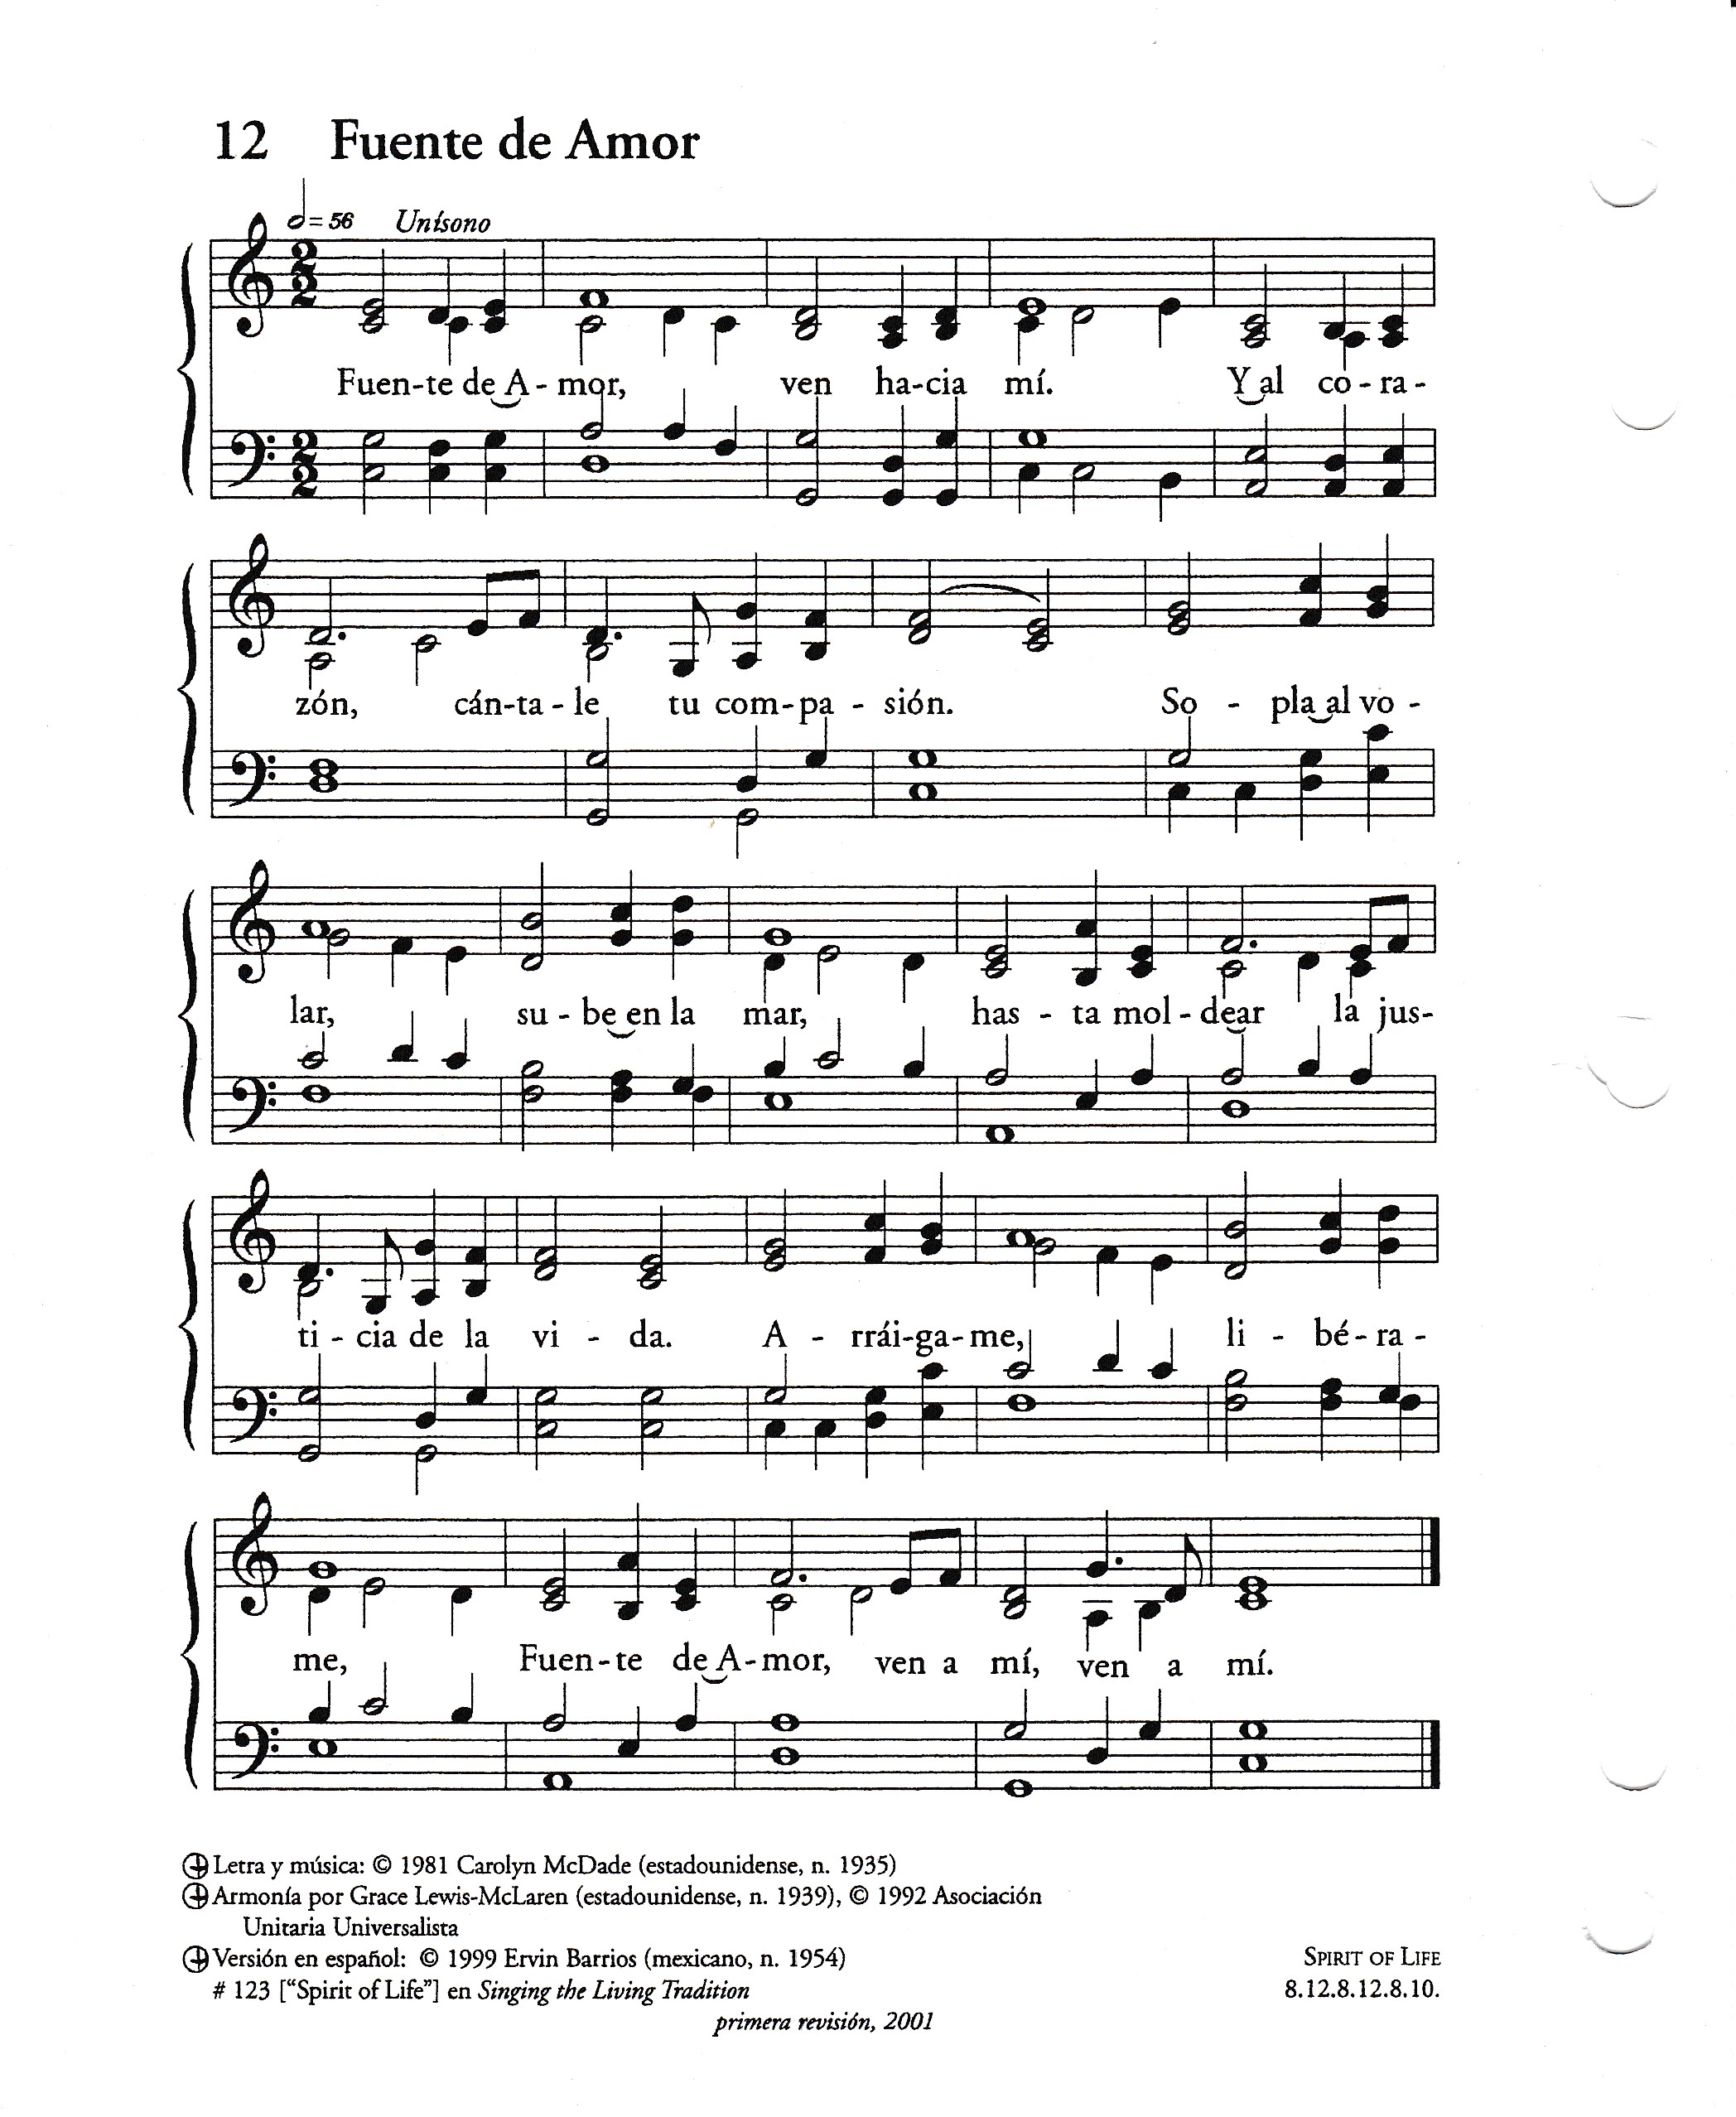 12 Fuente de Amor
= 56 Unísono
2
2
Fuen-te de A - mor, ven ha-cia mí. Y al co - ra -
2
2
zón, cán-ta - le tu com-pa - sión. So - pla al vo -
lar, su - be en la mar, has - ta mol - dear la jus-
ti - cia de la vi - da. A - rrái-ga-me, li - bé - ra -
me, Fuen-te de A-mor, ven a mí, ven a mí.
Letra y música: © 1981 Carolyn McDade (estadounidense, n. 1935)
Armonía por Grace Lewis-McLaren (estadounidense, n. 1939), © 1992 Asociación
Unitaria Universalista
Versión en español: © 1999 Ervin Barrios (mexicano, n. 1954)
SPIRIT OF LIFE
# 123 ["Spirit of Life"] en Singing the Living Tradition
8.12.8.12.8.10.
primera revisión, 2001